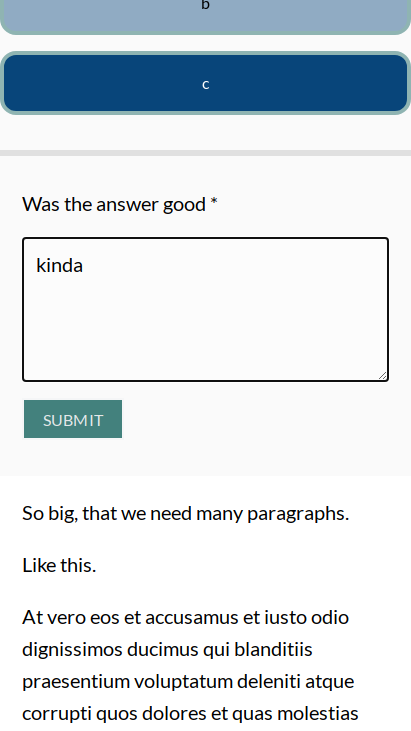 b
c
Was the answer good *
kinda
SUBMIT
So big, that we need many paragraphs.
Like this.
At vero eos et accusamus et iusto odio
dignissimos ducimus qui blanditiis
praesentium voluptatum deleniti atque
corrupti quos dolores et quas molestias